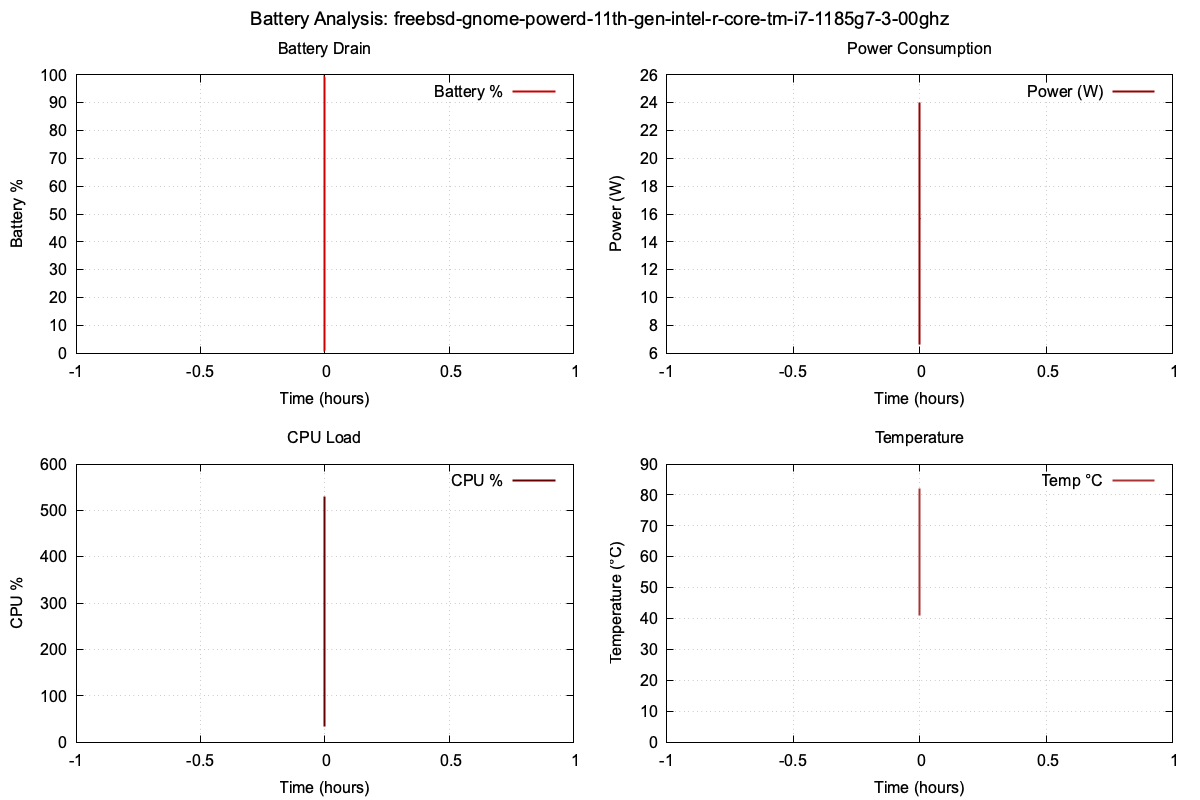 Battery Analysis: freebsd-gnome-powerd-11th-gen-intel-r-core-tm-i7-1185g7-3-00ghz
Battery Drain
Battery %
100
90
80
70
60
50
40
30
20
10
0
Battery %
-1 -0.5 0 0.5 1
Time (hours)
Power Consumption
Power (W)
26
24
22
20
18
16
14
12
10
8
6
Power (W)
-1 -0.5 0 0.5 1
Time (hours)
CPU Load
CPU %
600
500
400
300
200
100
0
CPU %
-1 -0.5 0 0.5 1
Time (hours)
Temperature
Temp °C
90
80
70
60
50
40
30
20
10
0
Temperature (°C)
-1 -0.5 0 0.5 1
Time (hours)